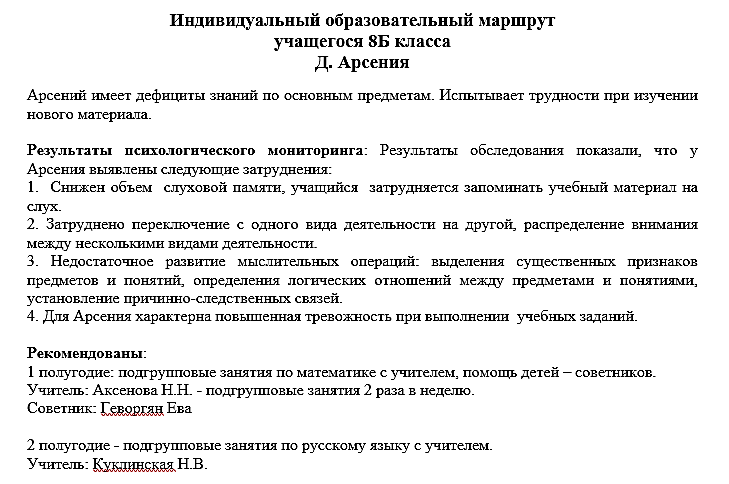 Индивидуальный образовательный маршрут
учащегося 8Б класса
Д. Арсения
Арсений имеет дефициты знаний по основным предметам. Испытывает трудности при изучении
нового материала.
Результаты психологического мониторинга: Результаты обследования показали, что у
Арсения выявлены следующие затруднения:
1. Снижен объем слуховой памяти, учащийся затрудняется запоминать учебный материал на
слух.
2. Затруднено переключение с одного вида деятельности на другой, распределение внимания
между несколькими видами деятельности.
3. Недостаточное развитие мыслительных операций: выделения существенных признаков
предметов и понятий, определения логических отношений между предметами и понятиями,
установление причинно-следственных связей.
4. Для Арсения характерна повышенная тревожность при выполнении учебных заданий.
Рекомендованы:
1 полугодие: подгрупповые занятия по математике с учителем, помощь детей – советников.
Учитель: Аксенова Н.Н. - подгрупповые занятия 2 раза в неделю.
Советник: Геворгян Ева
2 полугодие - подгрупповые занятия по русскому языку с учителем.
Учитель: Куклинская Н.В.